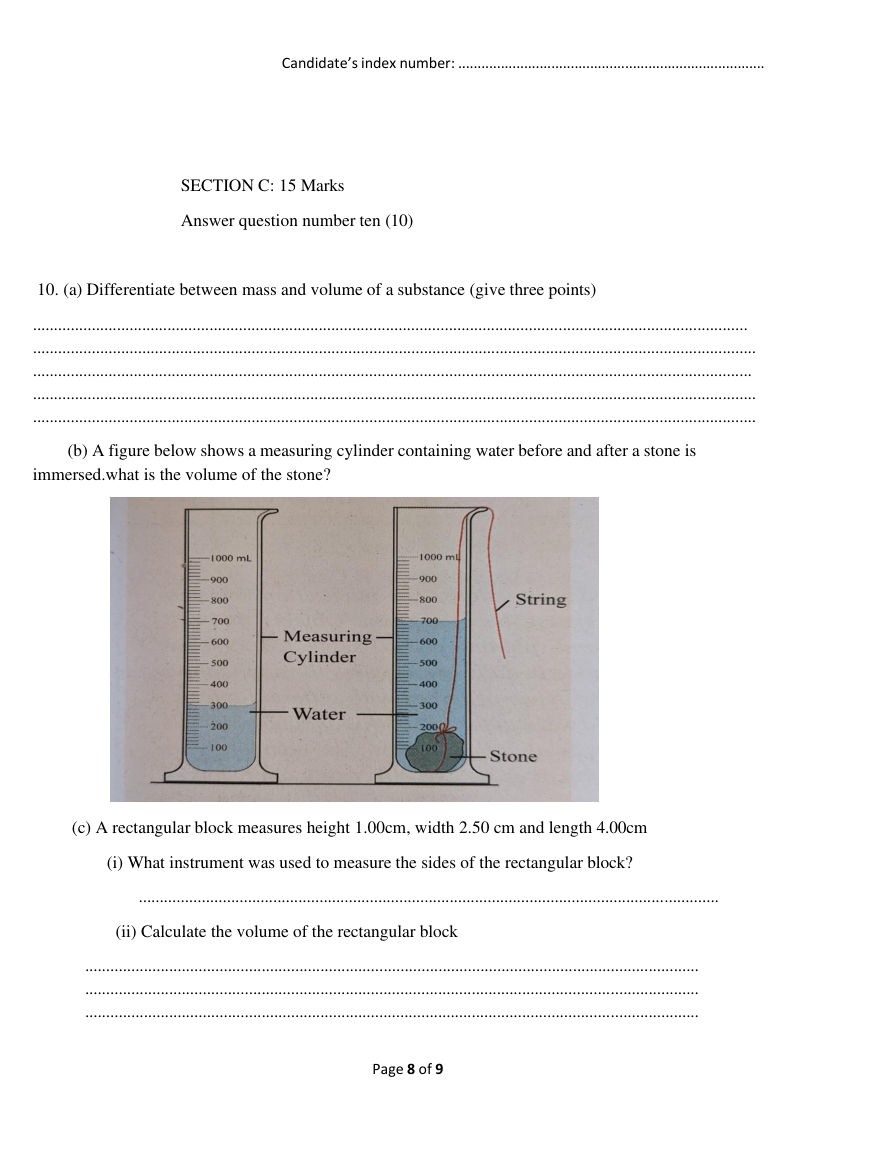 Candidate's index number: ...............................................................................
SECTION C: 15 Marks
Answer question number ten (10)
10. (a) Differentiate between mass and volume of a substance (give three points)
...........................................................................................................................................................................
.............................................................................................................................................................................
............................................................................................................................................................................
.............................................................................................................................................................................
.............................................................................................................................................................................
(b) A figure below shows a measuring cylinder containing water before and after a stone is
immersed.what is the volume of the stone?
1000 mL
900
800
700
600
500
400
300
200
100
Measuring
Cylinder
Water
1000 mL
900
800
700
600
500
400
300
200
100
String
Stone
(c) A rectangular block measures height 1.00cm, width 2.50 cm and length 4.00cm
(i) What instrument was used to measure the sides of the rectangular block?
...........................................................................................................................................
(ii) Calculate the volume of the rectangular block
...................................................................................................................................................
...................................................................................................................................................
...................................................................................................................................................
Page 8 of 9